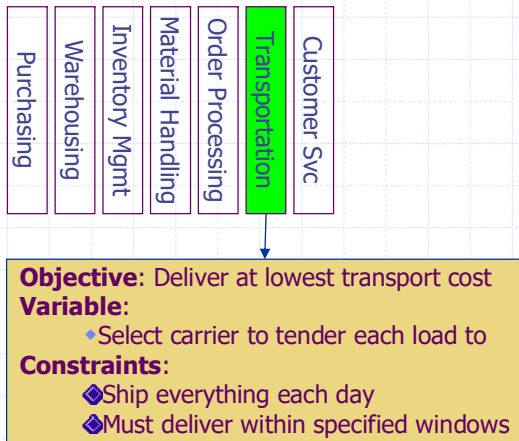 Purchasing
Warehousing
Inventory Mgmt
Material Handling
Order Processing
Transportation
Customer Svc
Objective: Deliver at lowest transport cost
Variable:
Select carrier to tender each load to
Constraints:
Ship everything each day
Must deliver within specified windows